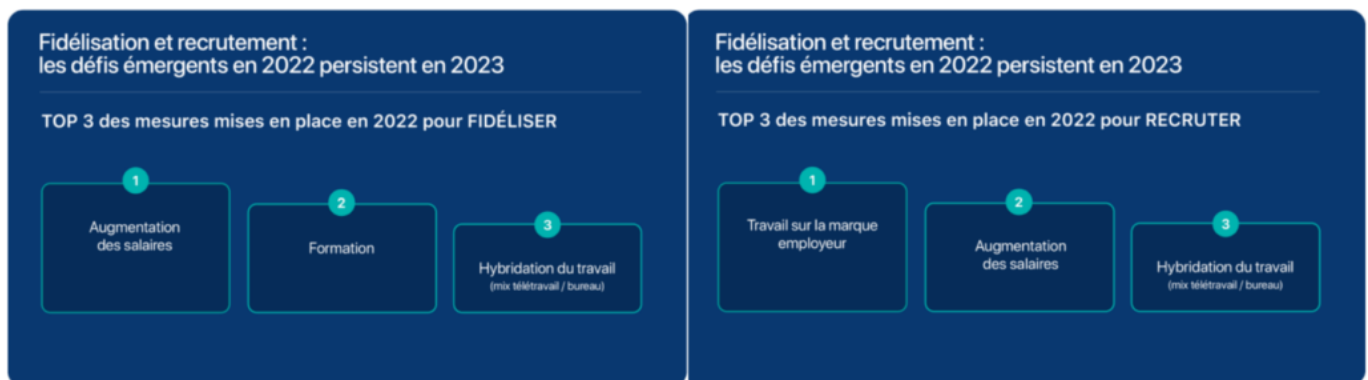 Fidélisation et recrutement :
les défis émergents en 2022 persistent en 2023
TOP 3 des mesures mises en place en 2022 pour FIDÉLISER
1
Augmentation
des salaires
2
Formation
3
Hybridation du travail
(mix télétravail / bureau)
Fidélisation et recrutement :
les défis émergents en 2022 persistent en 2023
TOP 3 des mesures mises en place en 2022 pour RECRUTER
1
Travail sur la marque
employeur
2
Augmentation
des salaires
3
Hybridation du travail
(mix télétravail / bureau)